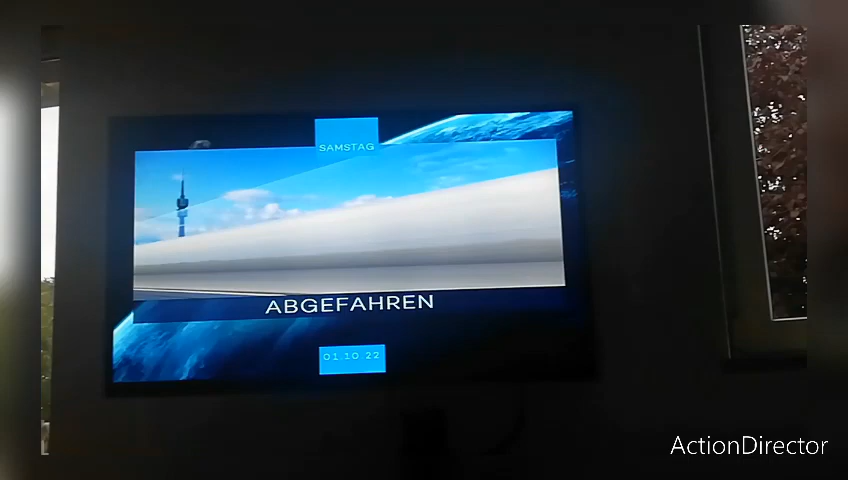 SAMSTAG
ABGEFAHREN
01.10.22
ActionDirector